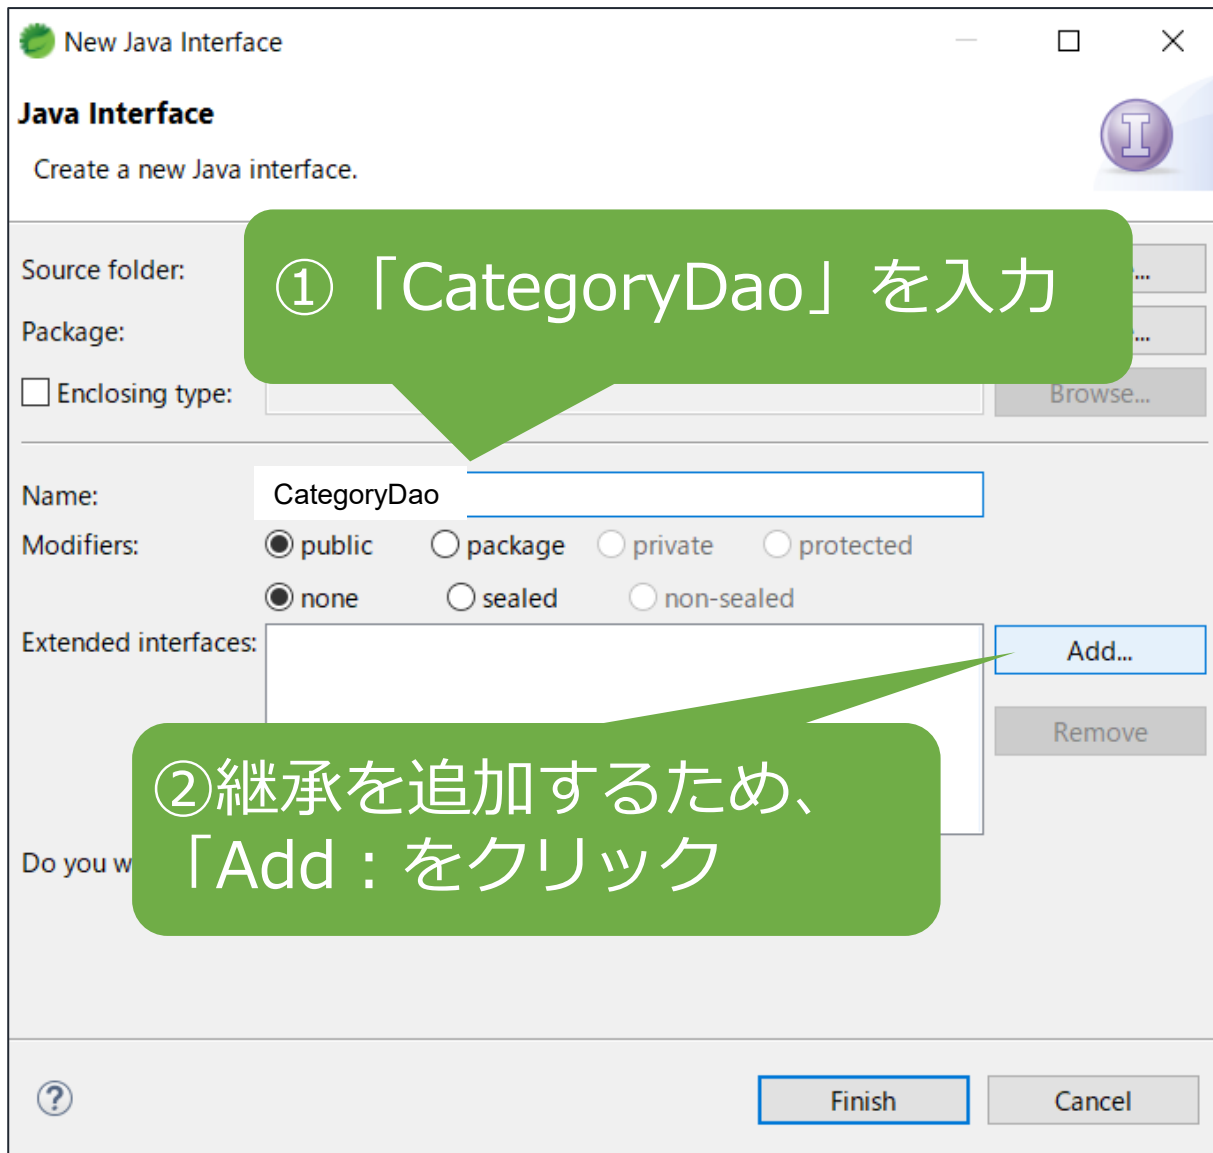 New Java Interface
Java Interface
Create a new Java interface.
Source folder:
①「CategoryDao」を入力
...
Package:
...
Enclosing type:
Browse...
Name:
CategoryDao
Modifiers:
public package private protected
none sealed non-sealed
Extended interfaces:
Add...
Remove
②継承を追加するため、
「Add：をクリック
Do you w
Finish Cancel